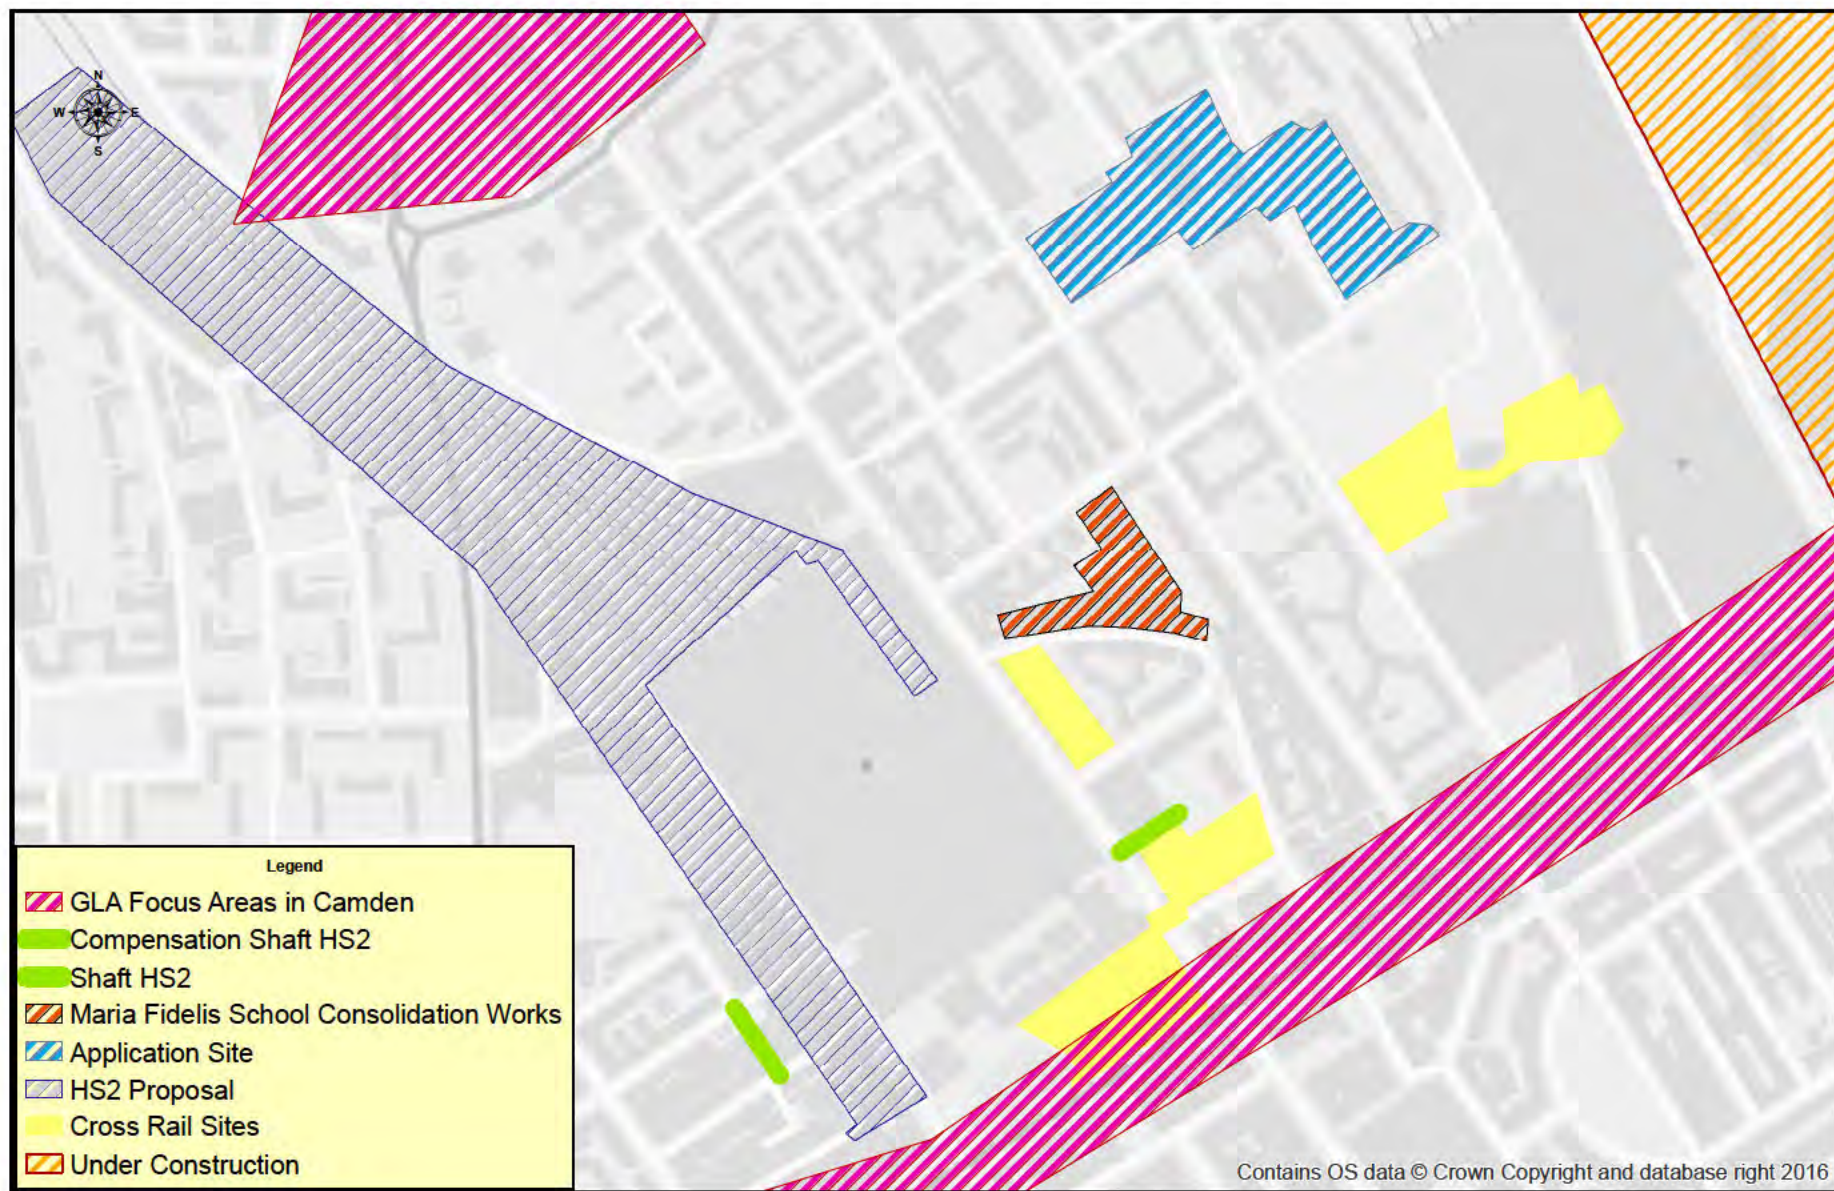 N
W E
S
Legend
GLA Focus Areas in Camden
Compensation Shaft HS2
Shaft HS2
Maria Fidelis School Consolidation Works
Application Site
HS2 Proposal
Cross Rail Sites
Under Construction
Contains OS data © Crown Copyright and database right 2016